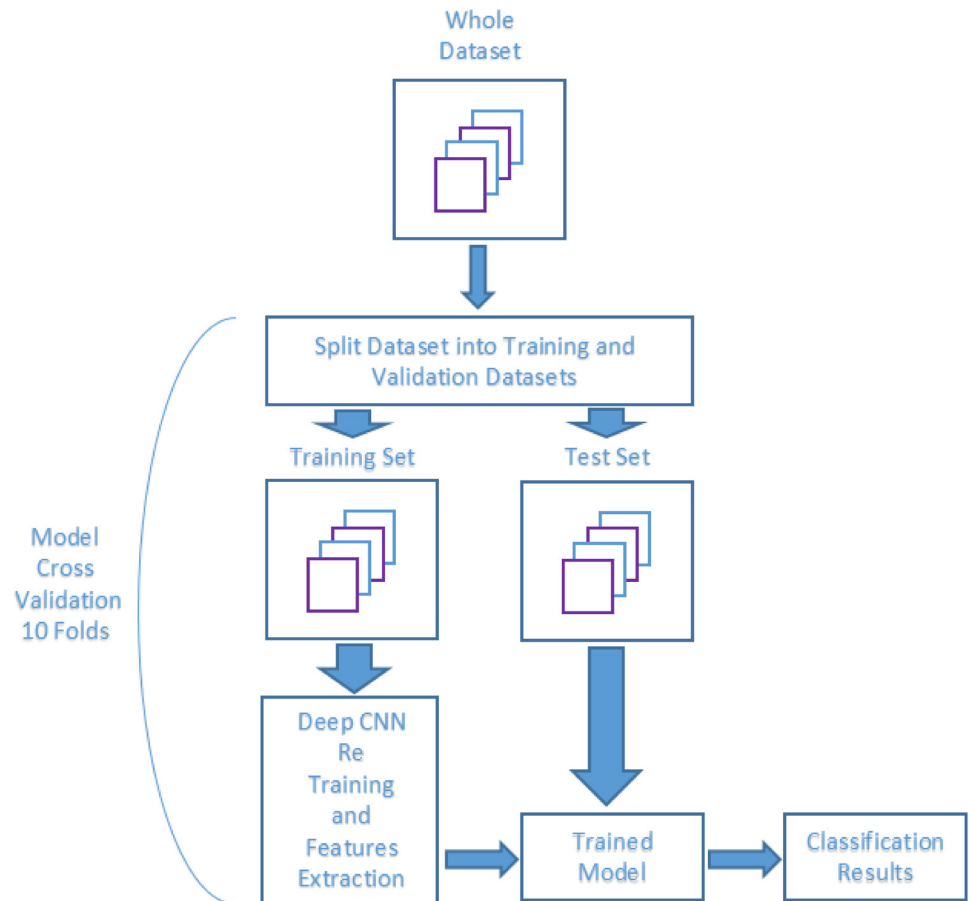 Whole
Dataset
Split Dataset into Training and
Validation Datasets
Training Set
Test Set
Model
Cross
Validation
10 Folds
Deep CNN
Re
Training
and
Features
Extraction
Trained
Model
Classification
Results